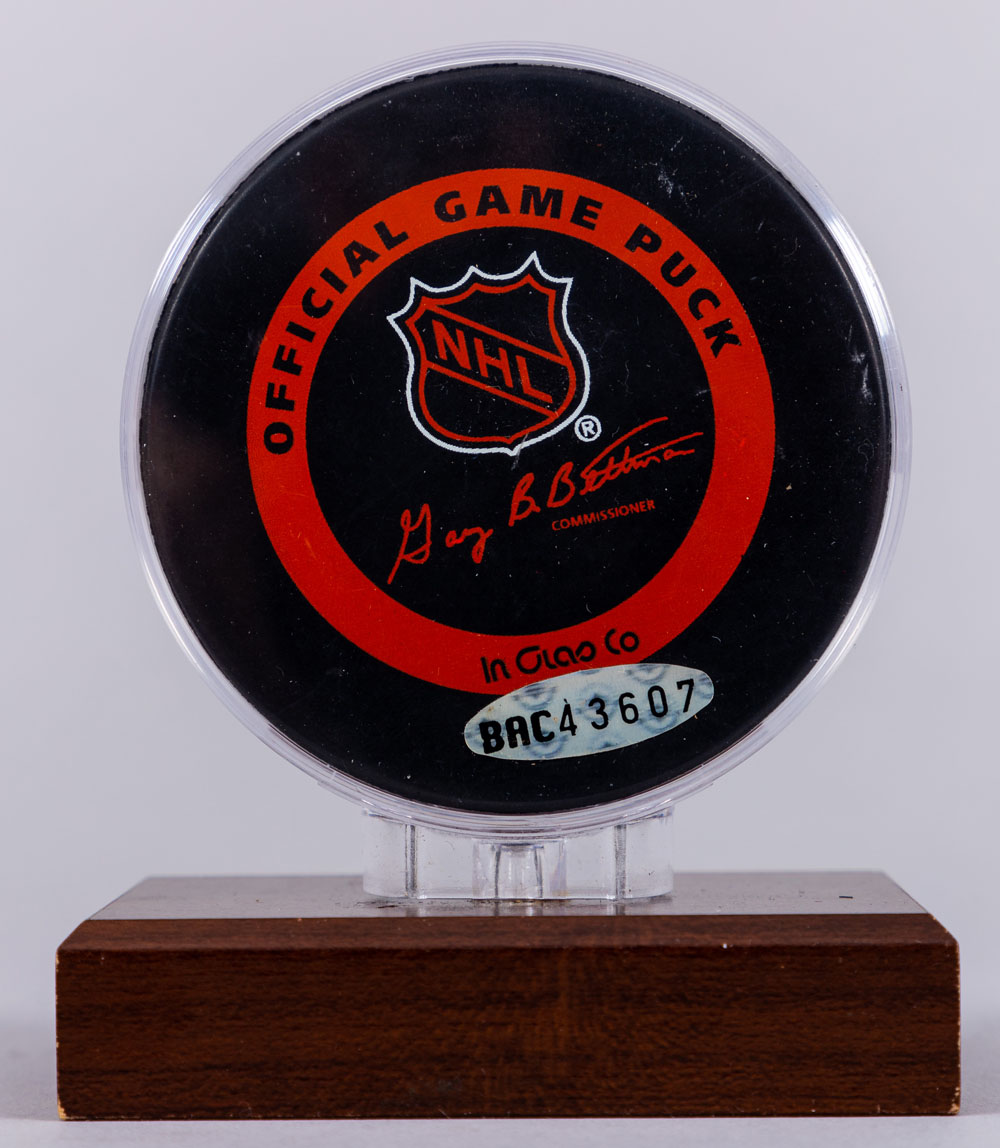 OFFICIAL GAME PUCK
NHL
®
Gary B. Bettman
COMMISSIONER
In Glas Co
BAC43607